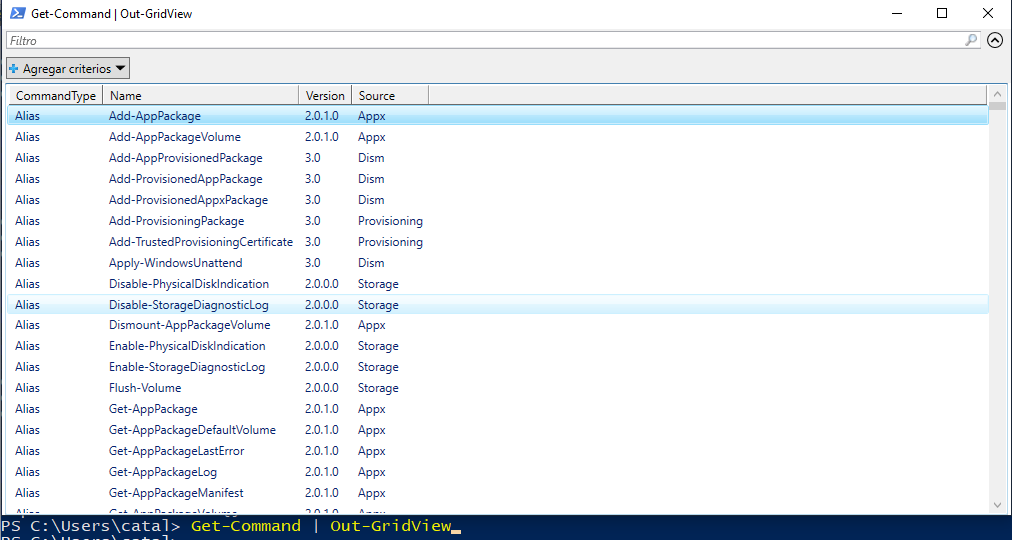 Get-Command | Out-GridView
Filtro
Agregar criterios
CommandType Name Version Source
Alias Add-AppPackage 2.0.1.0 Appx
Alias Add-AppPackageVolume 2.0.1.0 Appx
Alias Add-AppProvisionedPackage 3.0 Dism
Alias Add-ProvisionedAppPackage 3.0 Dism
Alias Add-ProvisionedAppxPackage 3.0 Dism
Alias Add-ProvisioningPackage 3.0 Provisioning
Alias Add-TrustedProvisioningCertificate 3.0 Provisioning
Alias Apply-WindowsUnattend 3.0 Dism
Alias Disable-PhysicalDiskIndication 2.0.0.0 Storage
Alias Disable-StorageDiagnosticLog 2.0.0.0 Storage
Alias Dismount-AppPackageVolume 2.0.1.0 Appx
Alias Enable-PhysicalDiskIndication 2.0.0.0 Storage
Alias Enable-StorageDiagnosticLog 2.0.0.0 Storage
Alias Flush-Volume 2.0.0.0 Storage
Alias Get-AppPackage 2.0.1.0 Appx
Alias Get-AppPackageDefaultVolume 2.0.1.0 Appx
Alias Get-AppPackageLastError 2.0.1.0 Appx
Alias Get-AppPackageLog 2.0.1.0 Appx
Alias Get-AppPackageManifest 2.0.1.0 Appx
Alias Get-AppPackageVolume 2.0.1.0 Appx
PS C:\Users\catal> Get-Command | Out-GridView
PS C:\Users\catal>